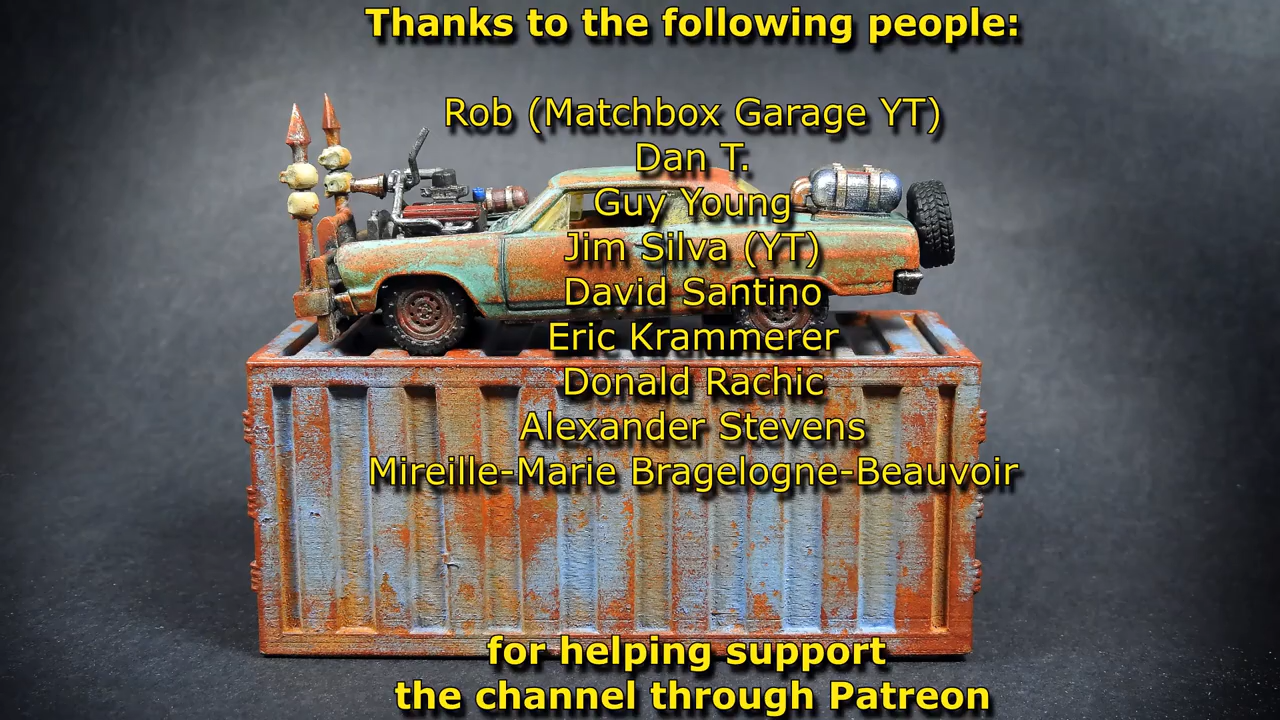 Thanks to the following people:
Rob (Matchbox Garage YT)
Dan T.
Guy Young
Jim Silva (YT)
David Santino
Eric Krammerer
Donald Rachic
Alexander Stevens
Mireille-Marie Bragelogne-Beauvoir
for helping support
the channel through Patreon